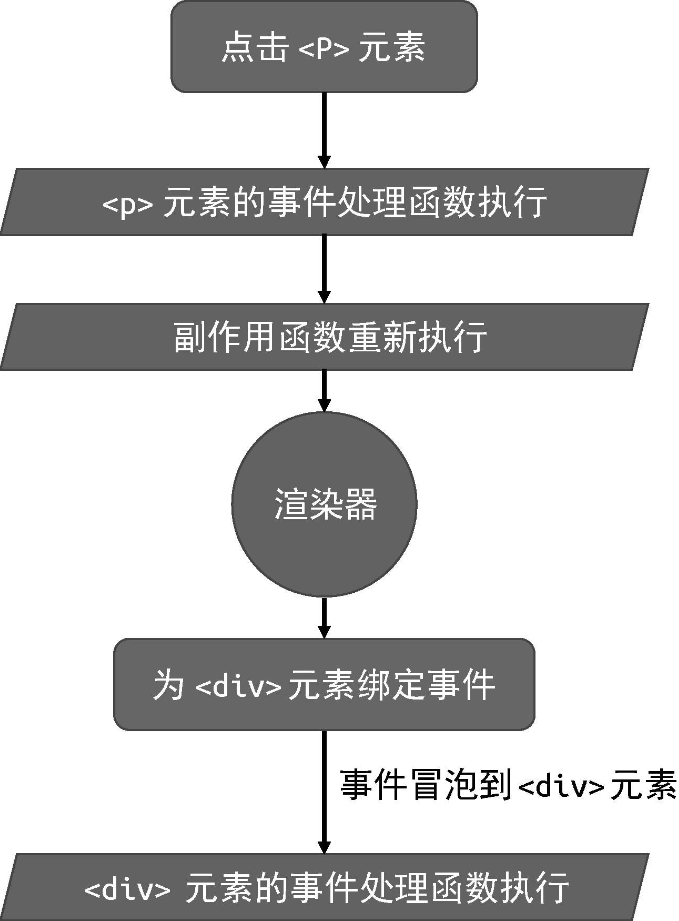 点击 <P> 元素
<p> 元素的事件处理函数执行
副作用函数重新执行
渲染器
为 <div> 元素绑定事件
事件冒泡到 <div> 元素
<div> 元素的事件处理函数执行